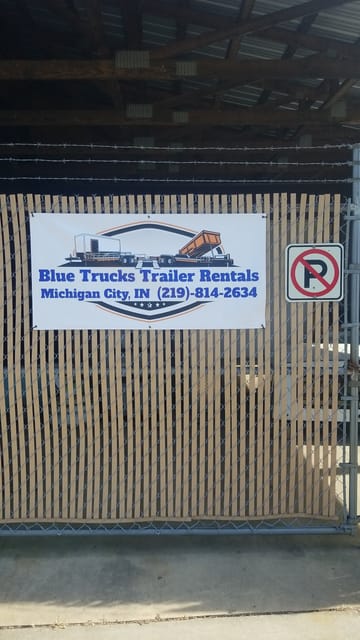 Blue Trucks Trailer Rentals
Michigan City, IN (219)-814-2634
P